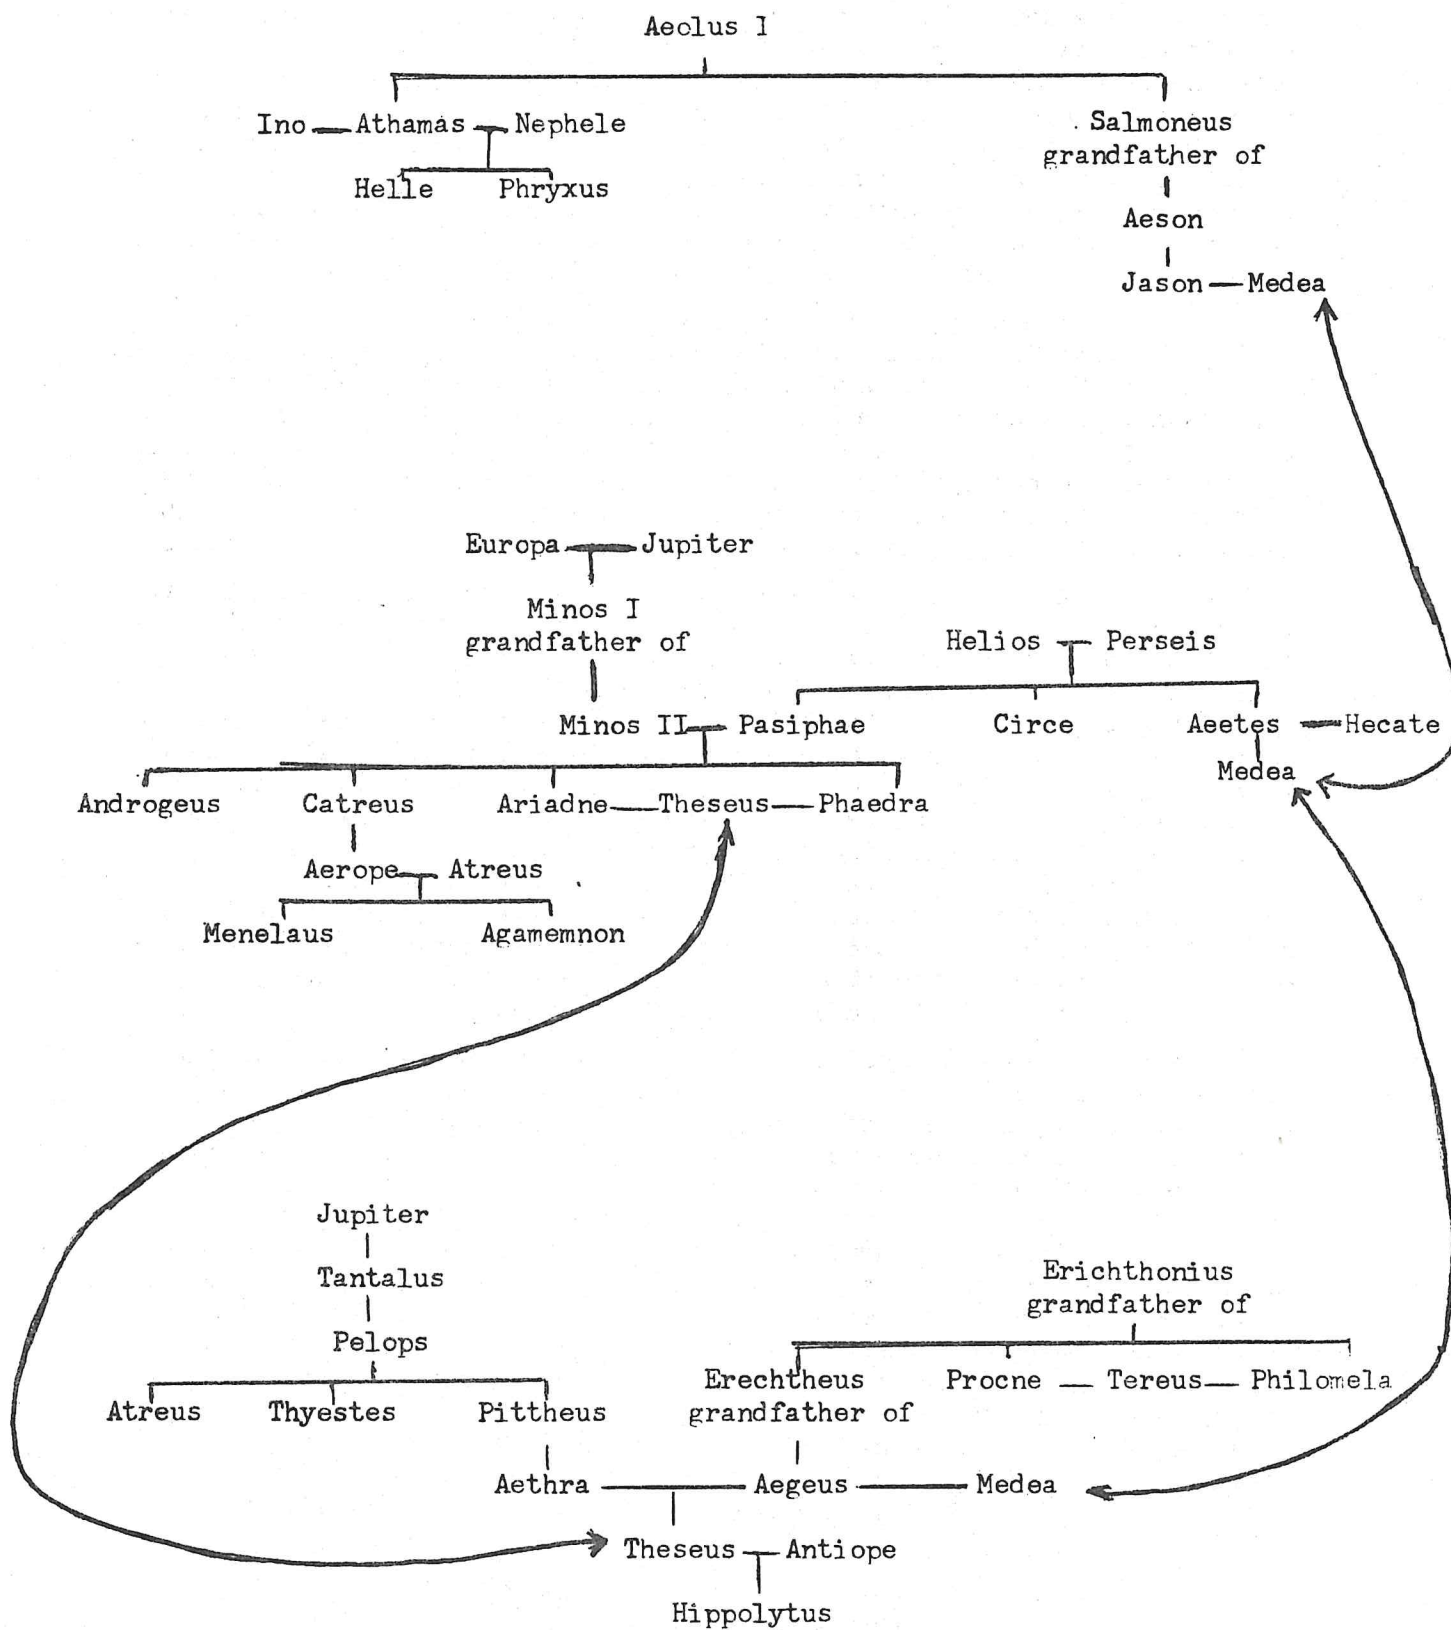 Aeolus I
Ino Athamas Nephele
Salmoneus
grandfather of
Helle Phryxus
Aeson
Jason Medea
Europa Jupiter
Minos I
grandfather of
Helios Perseis
Minos II Pasiphae Circe Aeetes Hecate
Medea
Androgeus Catreus Ariadne Theseus Phaedra
Aerope Atreus
Menelaus Agamemnon
Jupiter
Tantalus
Pelops
Erichthonius
grandfather of
Atreus Thyestes Pittheus
Erechtheus Procne Tereus Philomela
grandfather of
Aethra Aegeus Medea
Theseus Antiope
Hippolytus